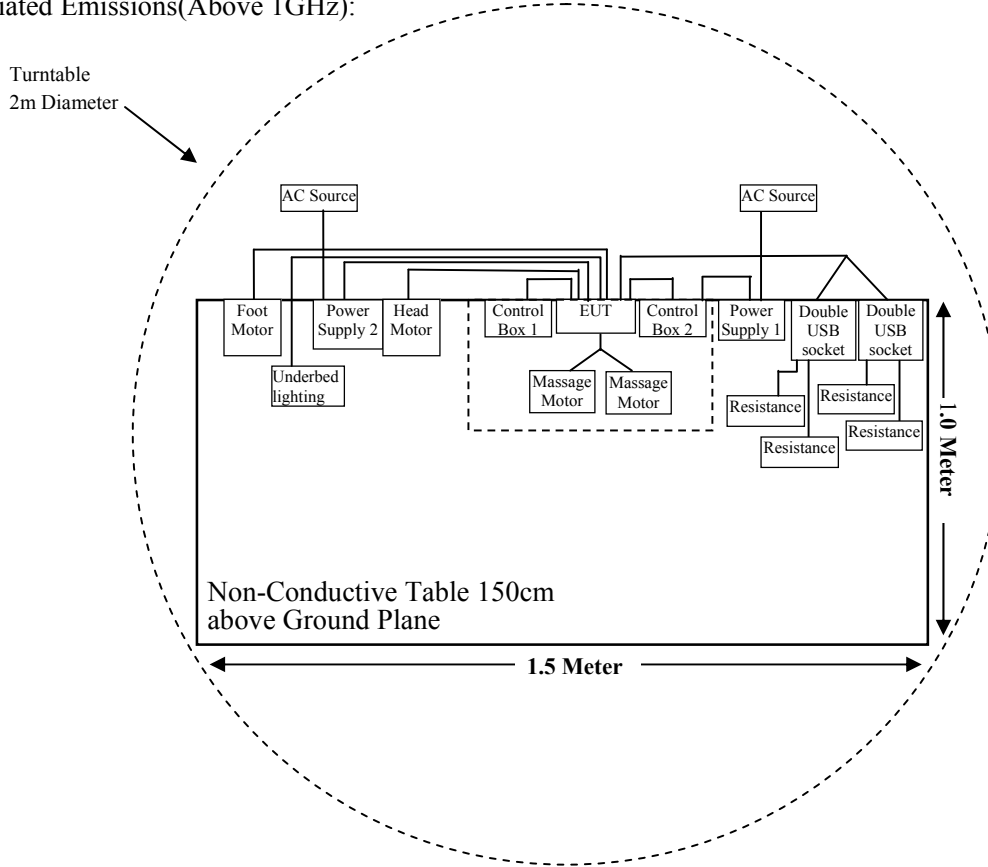 iated Emissions(Above 1GHz):
Turntable
2m Diameter
AC Source
AC Source
Foot
Motor
Power
Supply 2
Head
Motor
Control
Box 1
EUT
Control
Box 2
Power
Supply 1
Double
USB
socket
Double
USB
socket
Underbed
lighting
Massage
Motor
Massage
Motor
Resistance
Resistance
Resistance
Resistance
1.0 Meter
Non-Conductive Table 150cm
above Ground Plane
1.5 Meter